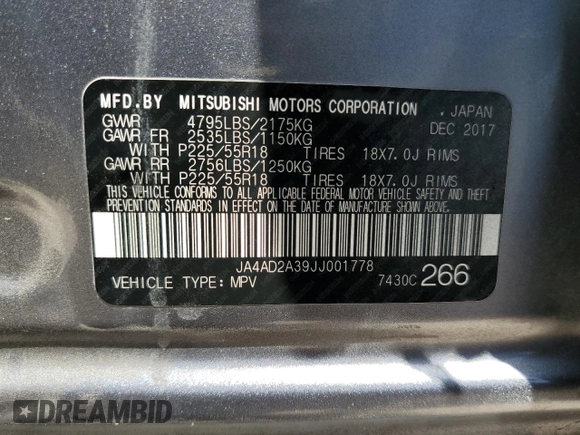 MFD.BY MITSUBISHI MOTORS CORPORATION . JAPAN
GVWR 4795LBS/2175KG DEC 2017
GAWR FR 2535LBS/1150KG
WITH P225/55R18 TIRES 18X7.0J RIMS
GAWR RR 2756LBS/1250KG
WITH P225/55R18 TIRES 18X7.0J RIMS
THIS VEHICLE CONFORMS TO ALL APPLICABLE FEDERAL MOTOR VEHICLE SAFETY AND THEFT
PREVENTION STANDARDS IN EFFECT ON THE DATE OF MANUFACTURE SHOWN ABOVE.
JA4AD2A39JJ001778
VEHICLE TYPE: MPV 7430C 266
DREAMBID